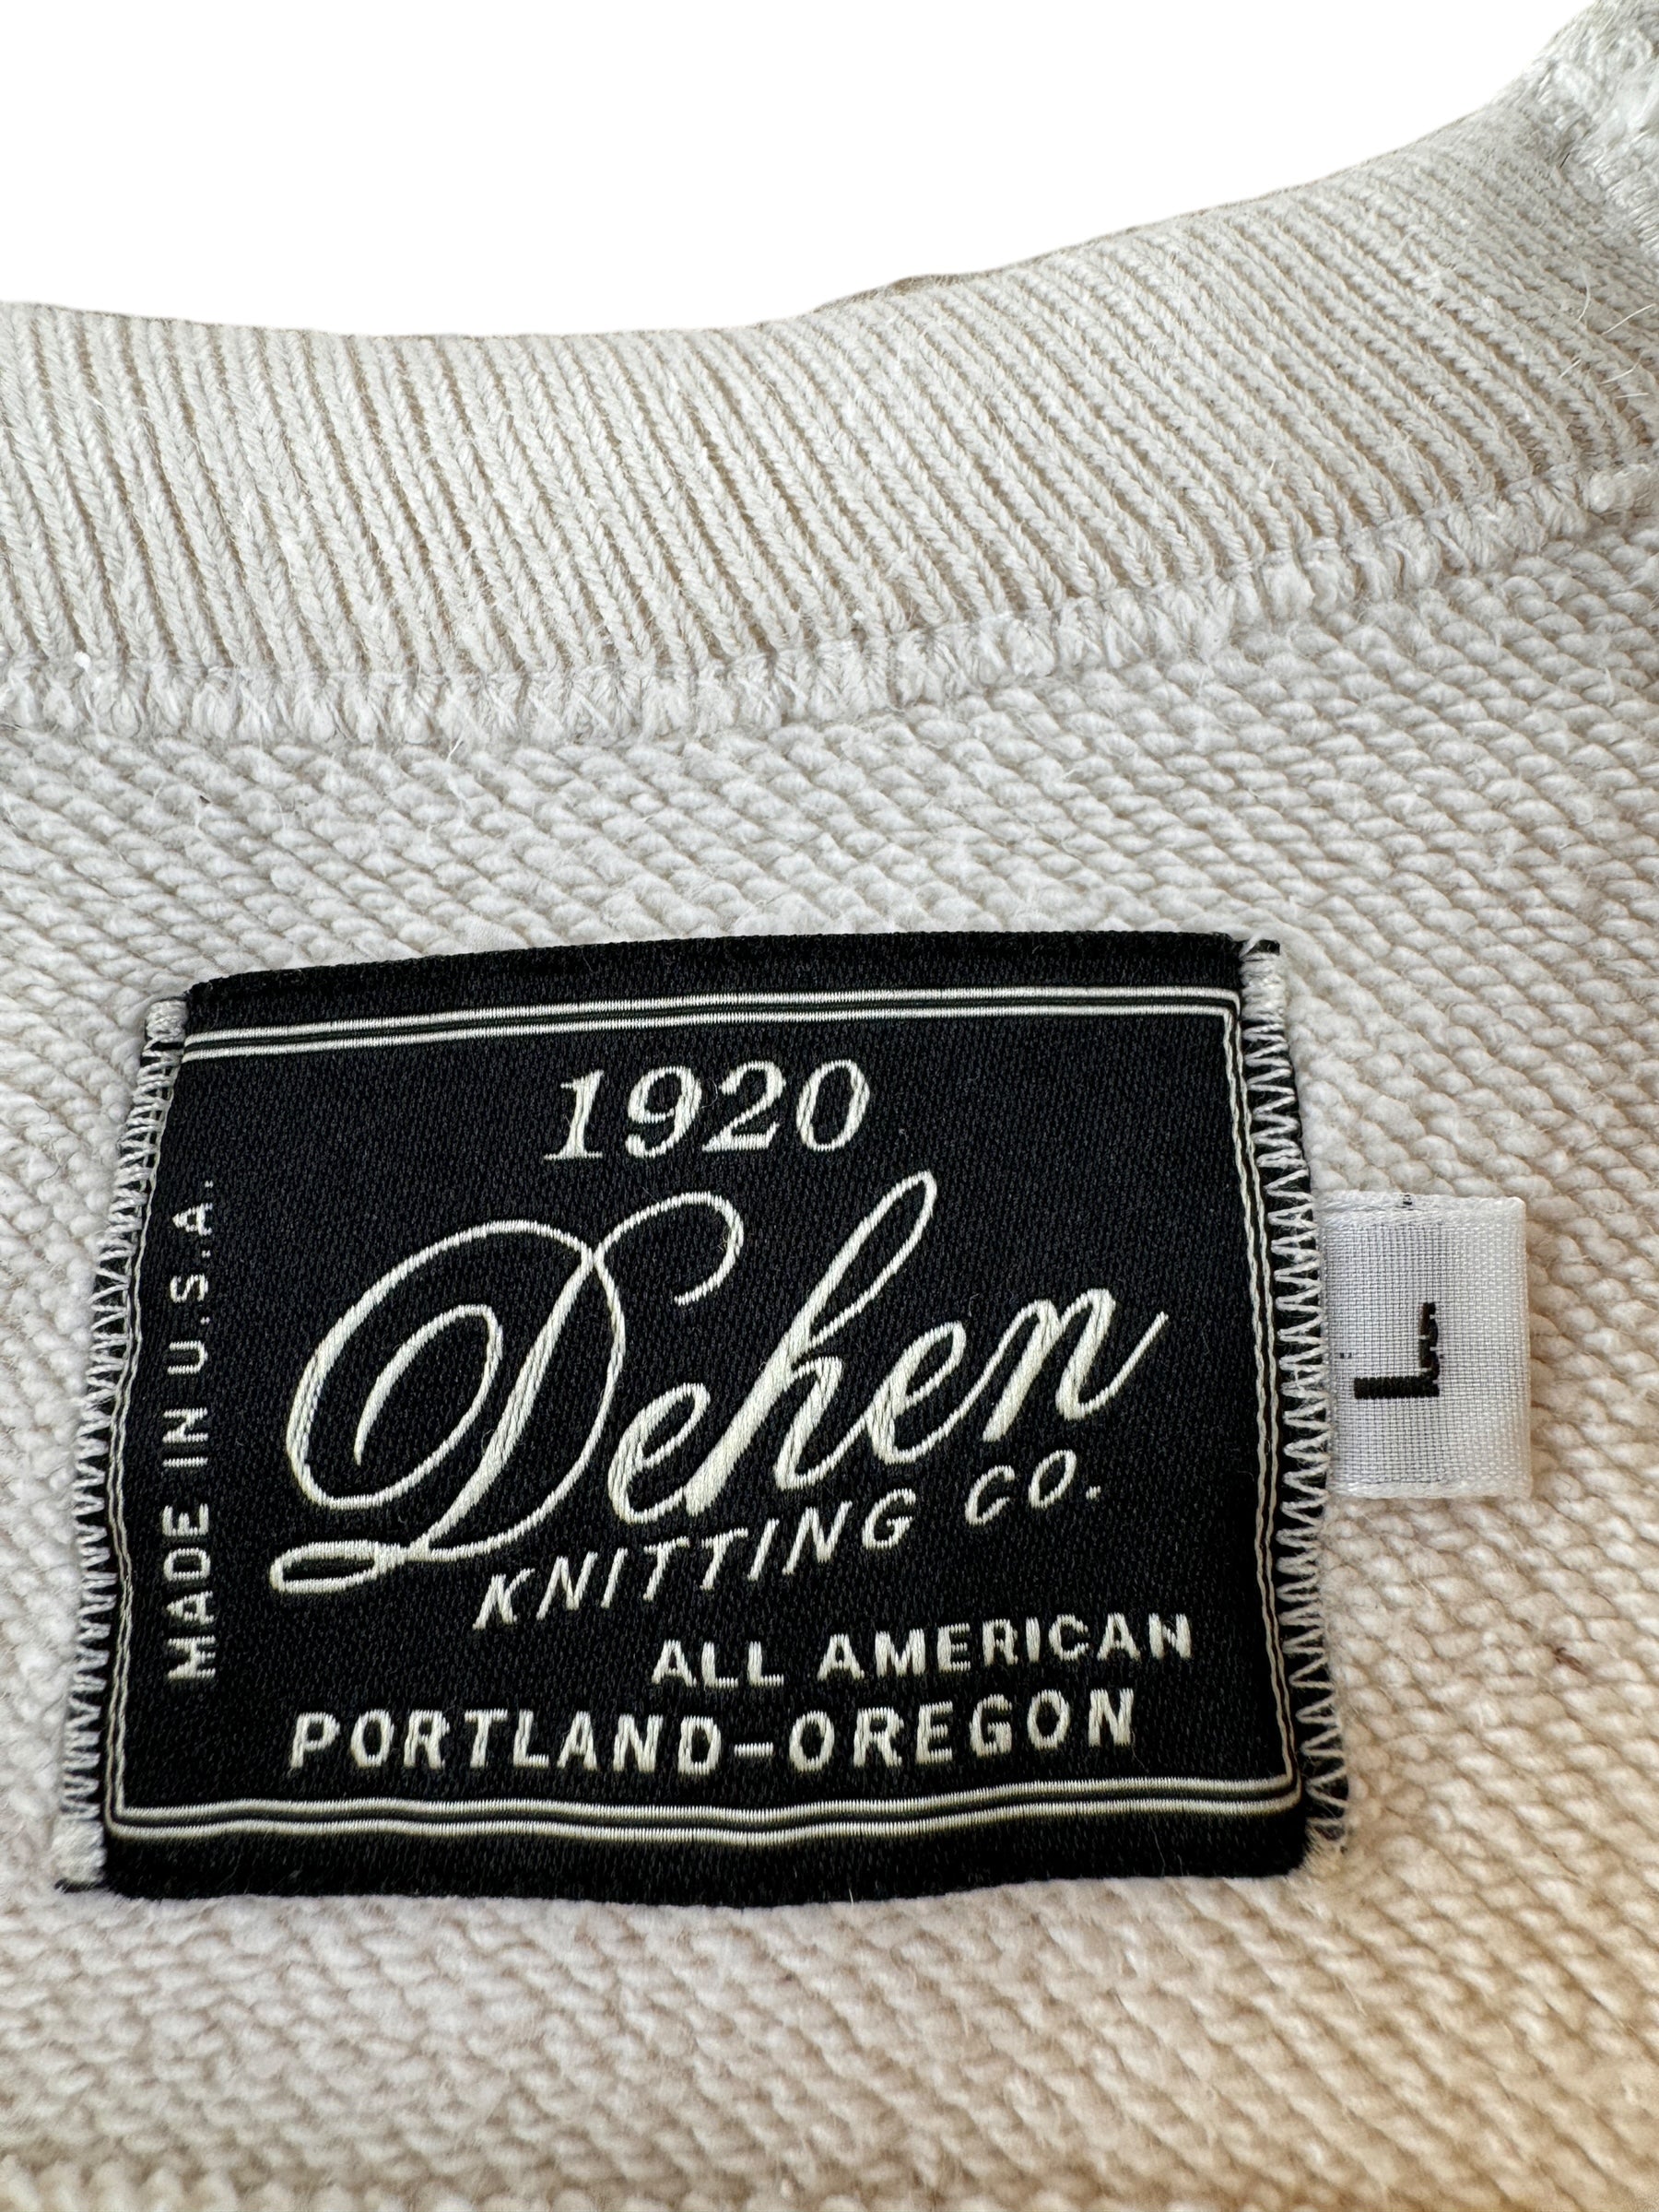 1920
Dehen
KNITTING CO.
ALL AMERICAN
PORTLAND-OREGON
MADE IN U.S.A.
L